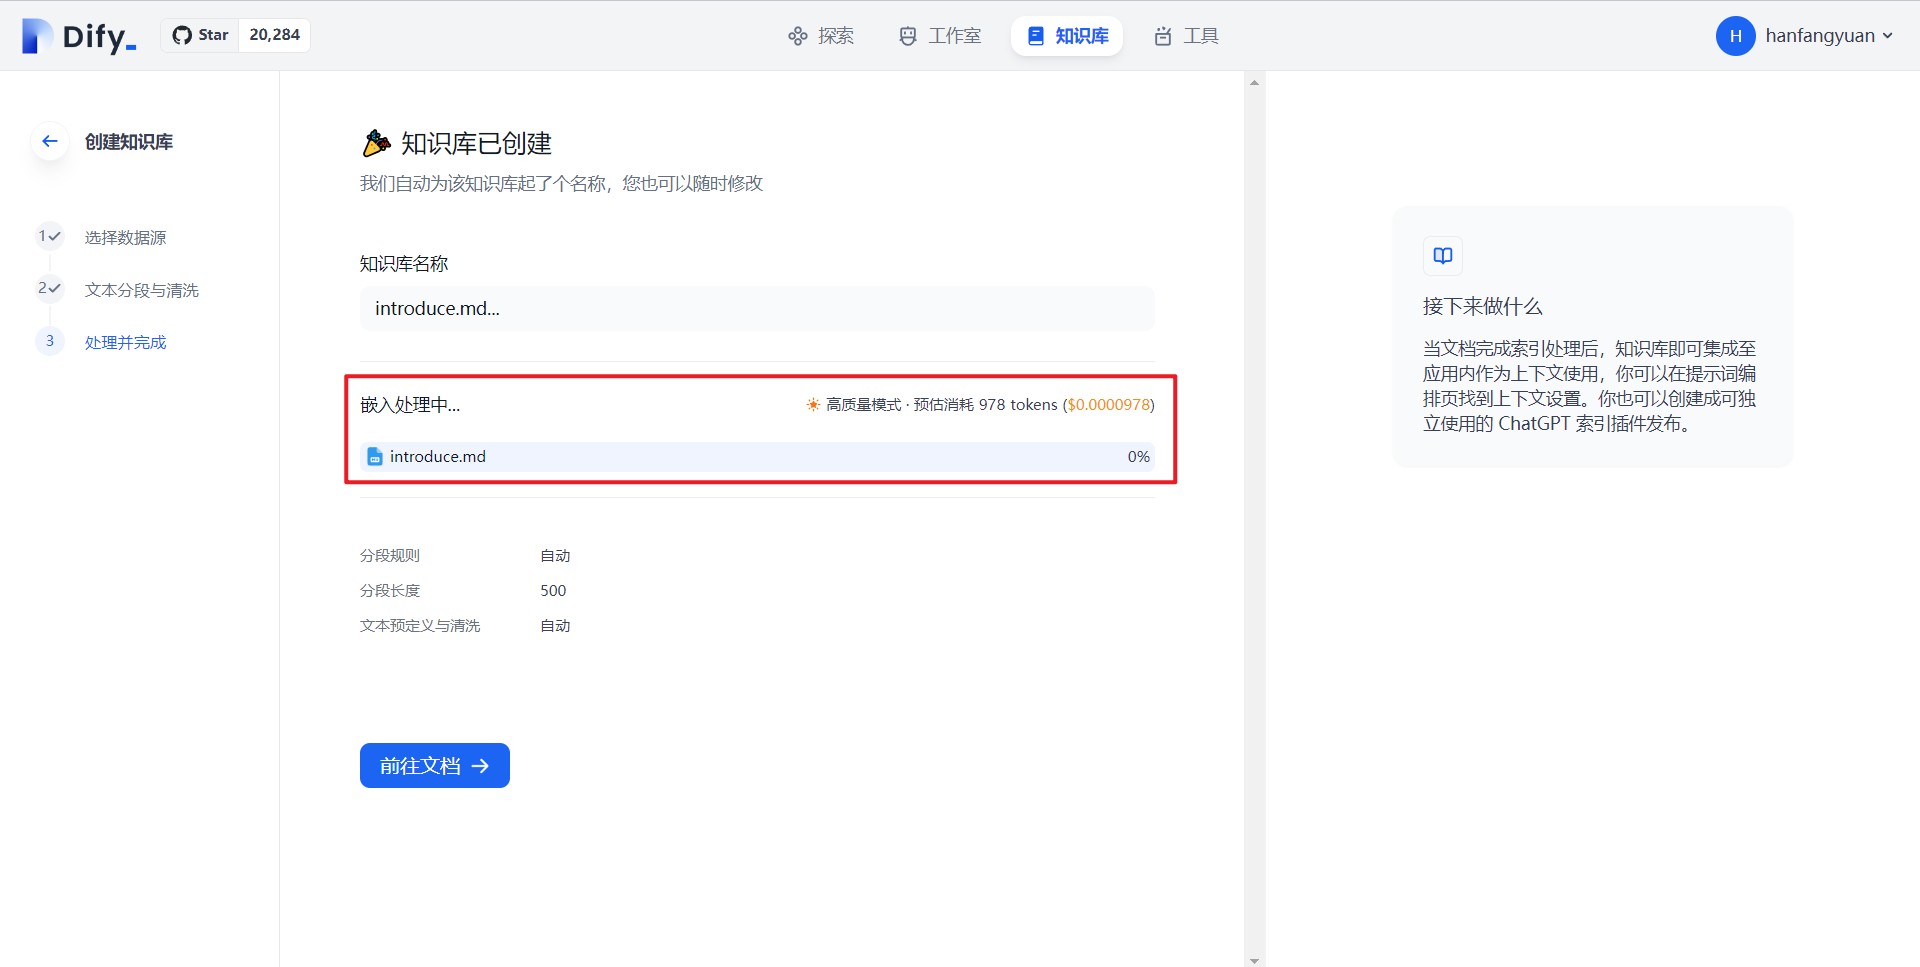 Dify_
Star 20,284
探索
工作室
知识库
工具
H hanfangyuan
创建知识库
1 选择数据源
2 文本分段与清洗
3 处理并完成
知识库已创建
我们自动为该知识库起了个名称，您也可以随时修改
知识库名称
introduce.md...
嵌入处理中...
高质量模式 · 预估消耗 978 tokens ($0.0000978)
introduce.md 0%
分段规则 自动
分段长度 500
文本预定义与清洗 自动
前往文档
接下来做什么
当文档完成索引处理后，知识库即可集成至
应用内作为上下文使用，你可以在提示词编
排页找到上下文设置。你也可以创建成可独
立使用的 ChatGPT 索引插件发布。